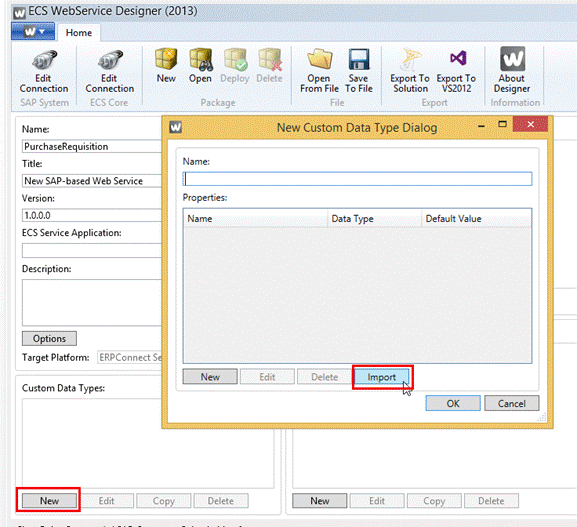 ECS WebService Designer (2013)
Home
Edit Connection
Edit Connection
New
Open
Deploy
Delete
Open From File
Save To File
Export To Solution
Export To VS2012
About Designer
SAP System
ECS Core
Package
File
Export
Information
Name:
PurchaseRequisition
Title:
New SAP-based Web Service
Version:
1.0.0.0
ECS Service Application:
Description:
Options
Target Platform: ERPConnect Se
New Custom Data Type Dialog
Name:
Properties:
Name Data Type Default Value
New Edit Delete Import
OK Cancel
Custom Data Types:
New Edit Copy Delete
New Edit Copy Delete